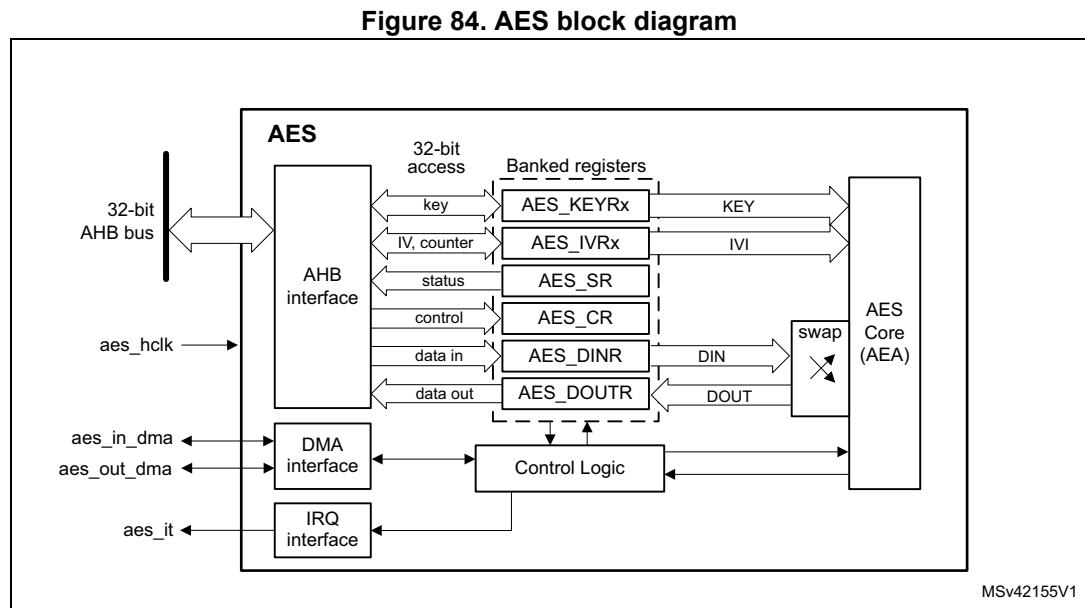 Figure 84. AES block diagram
AES
32-bit
access
Banked registers
32-bit
AHB bus
AHB
interface
key
AES_KEYRx
KEY
IV, counter
AES_IVRx
IVI
status
AES_SR
control
AES_CR
data in
AES_DINR
DIN
data out
AES_DOUTR
DOUT
swap
AES
Core
(AEA)
aes_hclk
aes_in_dma
aes_out_dma
DMA
interface
Control Logic
aes_it
IRQ
interface
MSv42155V1